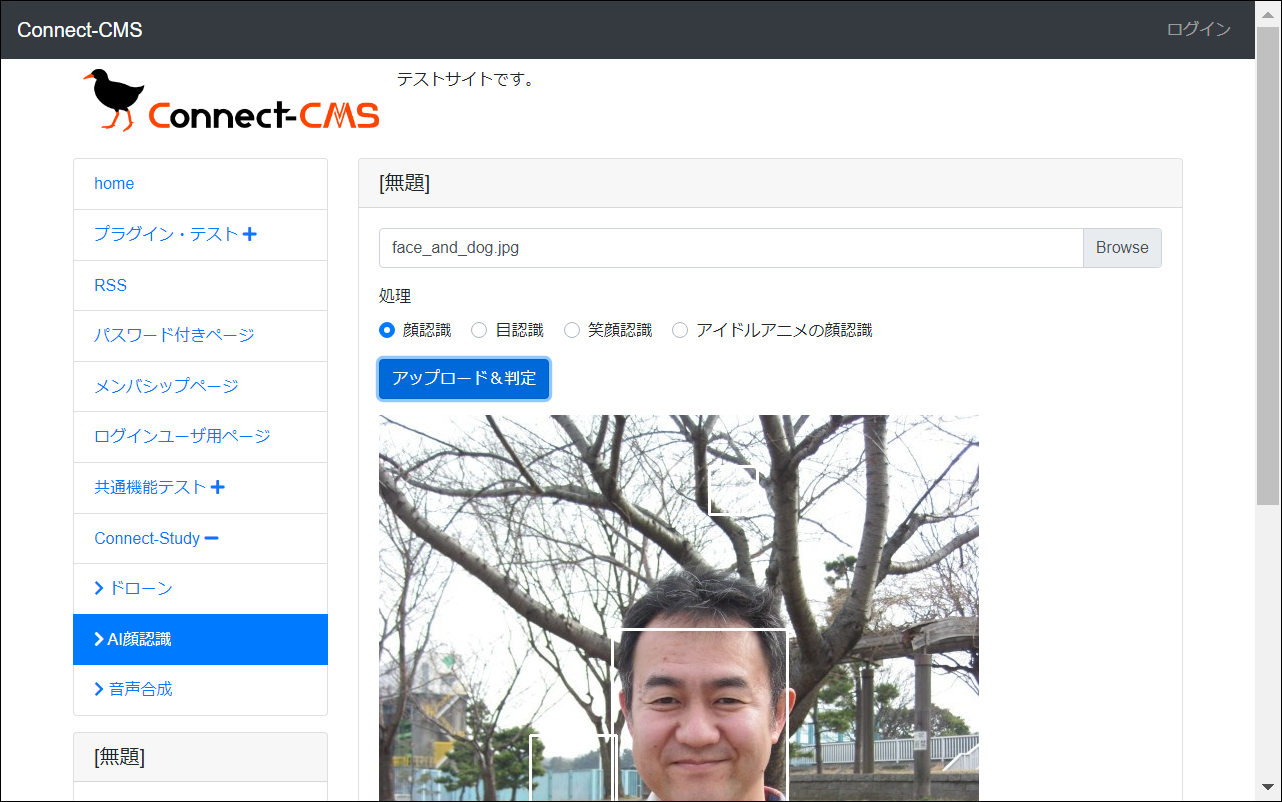 Connect-CMS
ログイン
Connect-CMS
テストサイトです。
home
プラグイン・テスト
RSS
パスワード付きページ
メンバシップページ
ログインユーザ用ページ
共通機能テスト
Connect-Study
ドローン
AI顔認識
音声合成
[無題]
[無題]
face_and_dog.jpg
Browse
処理
顔認識 目認識 笑顔認識 アイドルアニメの顔認識
アップロード＆判定